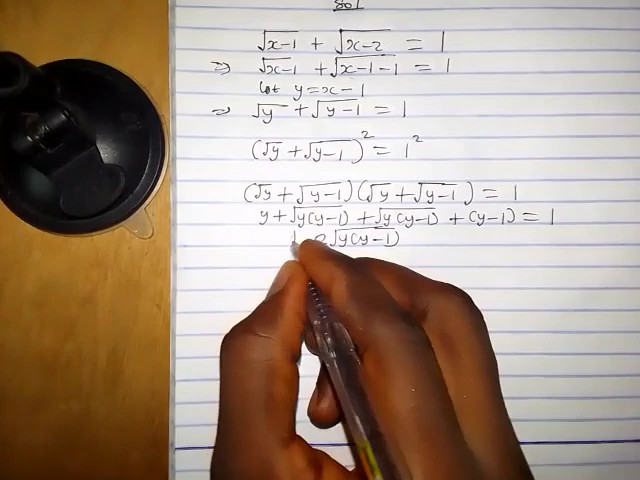 Sol
√x-1 + √x-2 = 1
⇒ √x-1 + √x-1-1 = 1
let y=x-1
⇒ √y + √y-1 = 1
(√y + √y-1)² = 1²
(√y + √y-1)(√y + √y-1) = 1
y + √y(y-1) + √y(y-1) + (y-1) = 1
2√y(y-1)